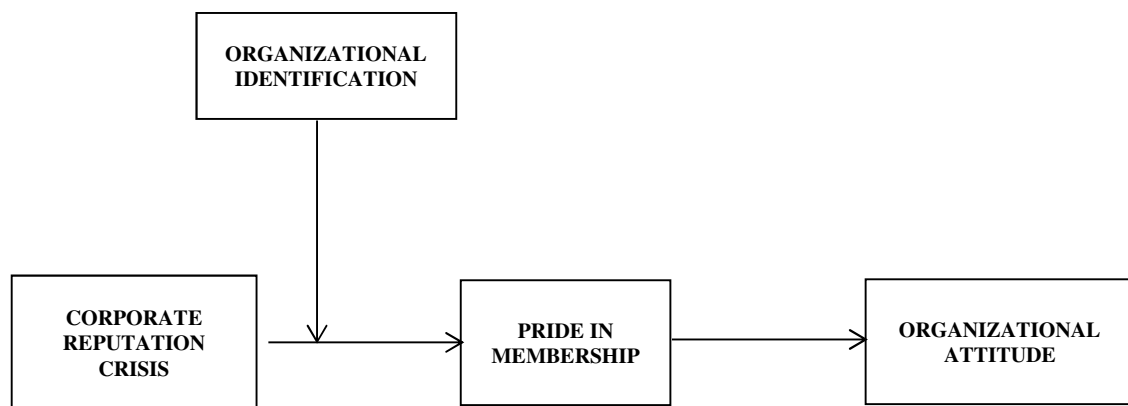 ORGANIZATIONAL
IDENTIFICATION
CORPORATE
REPUTATION
CRISIS
PRIDE IN
MEMBERSHIP
ORGANIZATIONAL
ATTITUDE